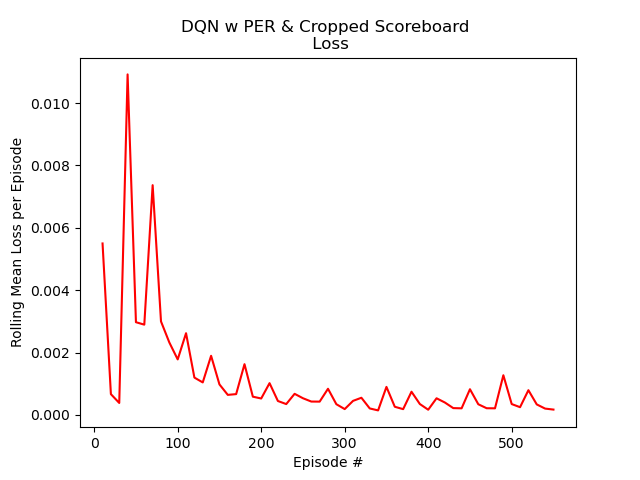 DQN w PER & Cropped Scoreboard
Loss
Rolling Mean Loss per Episode
0.010
0.008
0.006
0.004
0.002
0.000
0 100 200 300 400 500
Episode #